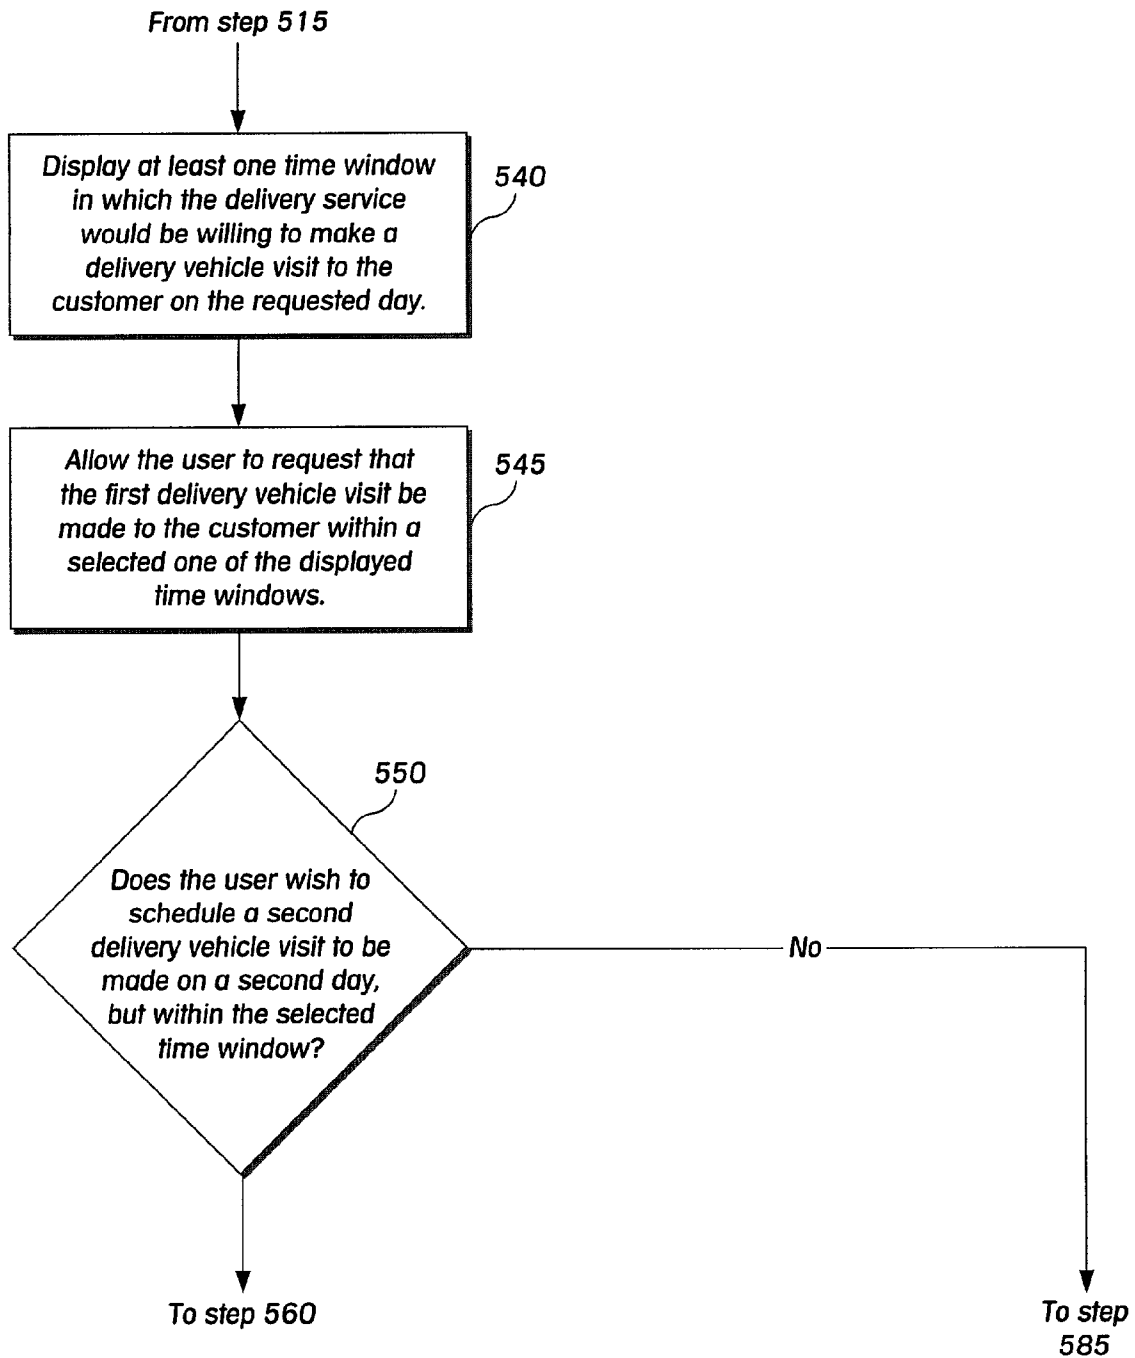 From step 515
Display at least one time window
in which the delivery service
would be willing to make a
delivery vehicle visit to the
customer on the requested day.
540
Allow the user to request that
the first delivery vehicle visit be
made to the customer within a
selected one of the displayed
time windows.
545
550
Does the user wish to
schedule a second
delivery vehicle visit to be
made on a second day,
but within the selected
time window?
No
To step 560
To step
585